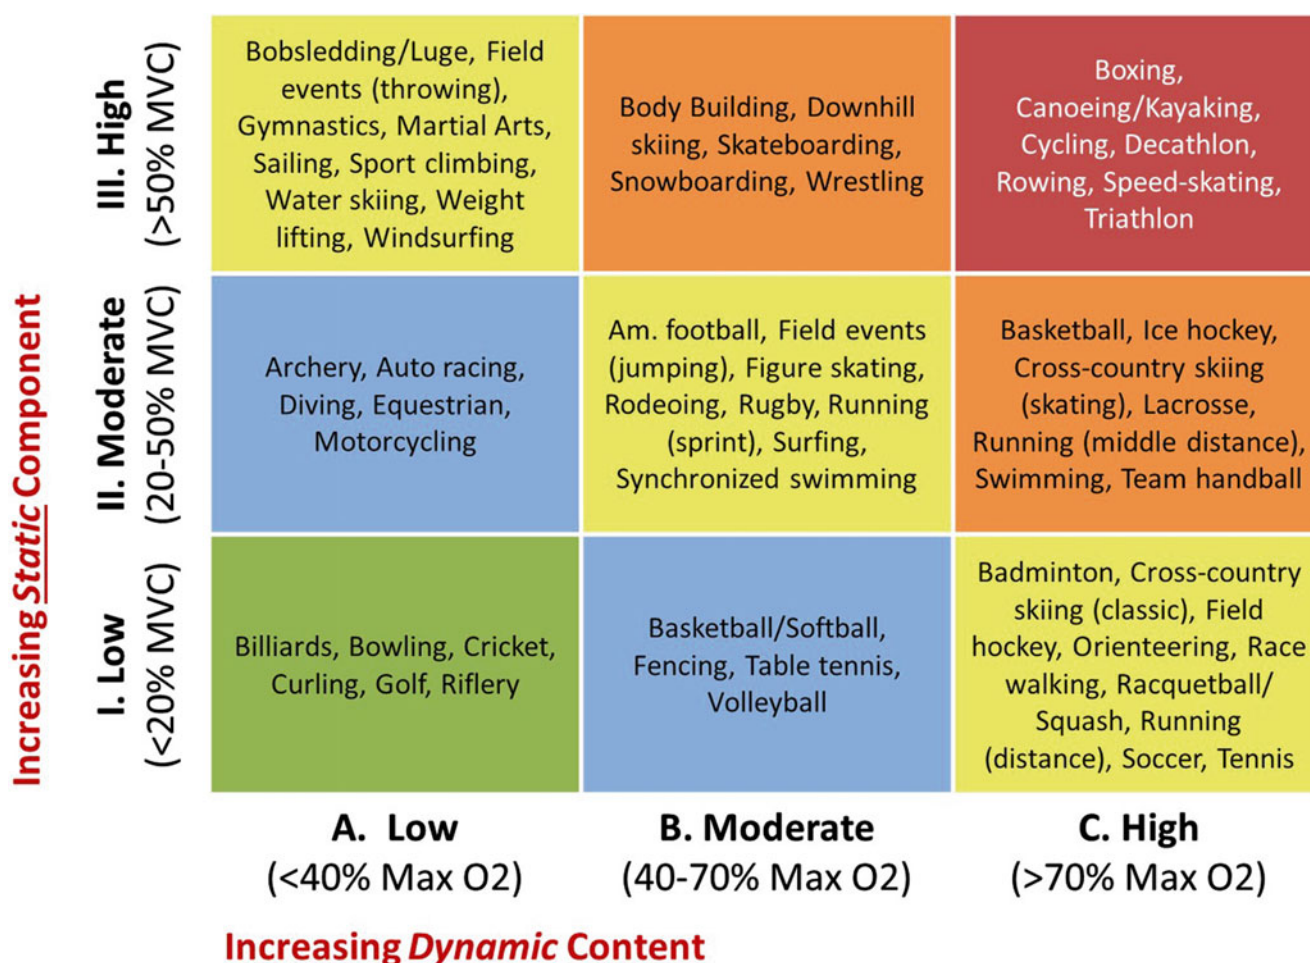 Increasing Static Component
III. High
(>50% MVC)
Bobsledding/Luge, Field
events (throwing),
Gymnastics, Martial Arts,
Sailing, Sport climbing,
Water skiing, Weight
lifting, Windsurfing
Body Building, Downhill
skiing, Skateboarding,
Snowboarding, Wrestling
Boxing,
Canoeing/Kayaking,
Cycling, Decathlon,
Rowing, Speed-skating,
Triathlon
II. Moderate
(20-50% MVC)
Archery, Auto racing,
Diving, Equestrian,
Motorcycling
Am. football, Field events
(jumping), Figure skating,
Rodeoing, Rugby, Running
(sprint), Surfing,
Synchronized swimming
Basketball, Ice hockey,
Cross-country skiing
(skating), Lacrosse,
Running (middle distance),
Swimming, Team handball
I. Low
(<20% MVC)
Billiards, Bowling, Cricket,
Curling, Golf, Riflery
Basketball/Softball,
Fencing, Table tennis,
Volleyball
Badminton, Cross-country
skiing (classic), Field
hockey, Orienteering, Race
walking, Racquetball/
Squash, Running
(distance), Soccer, Tennis
A. Low
(<40% Max O2)
B. Moderate
(40-70% Max O2)
C. High
(>70% Max O2)
Increasing Dynamic Content